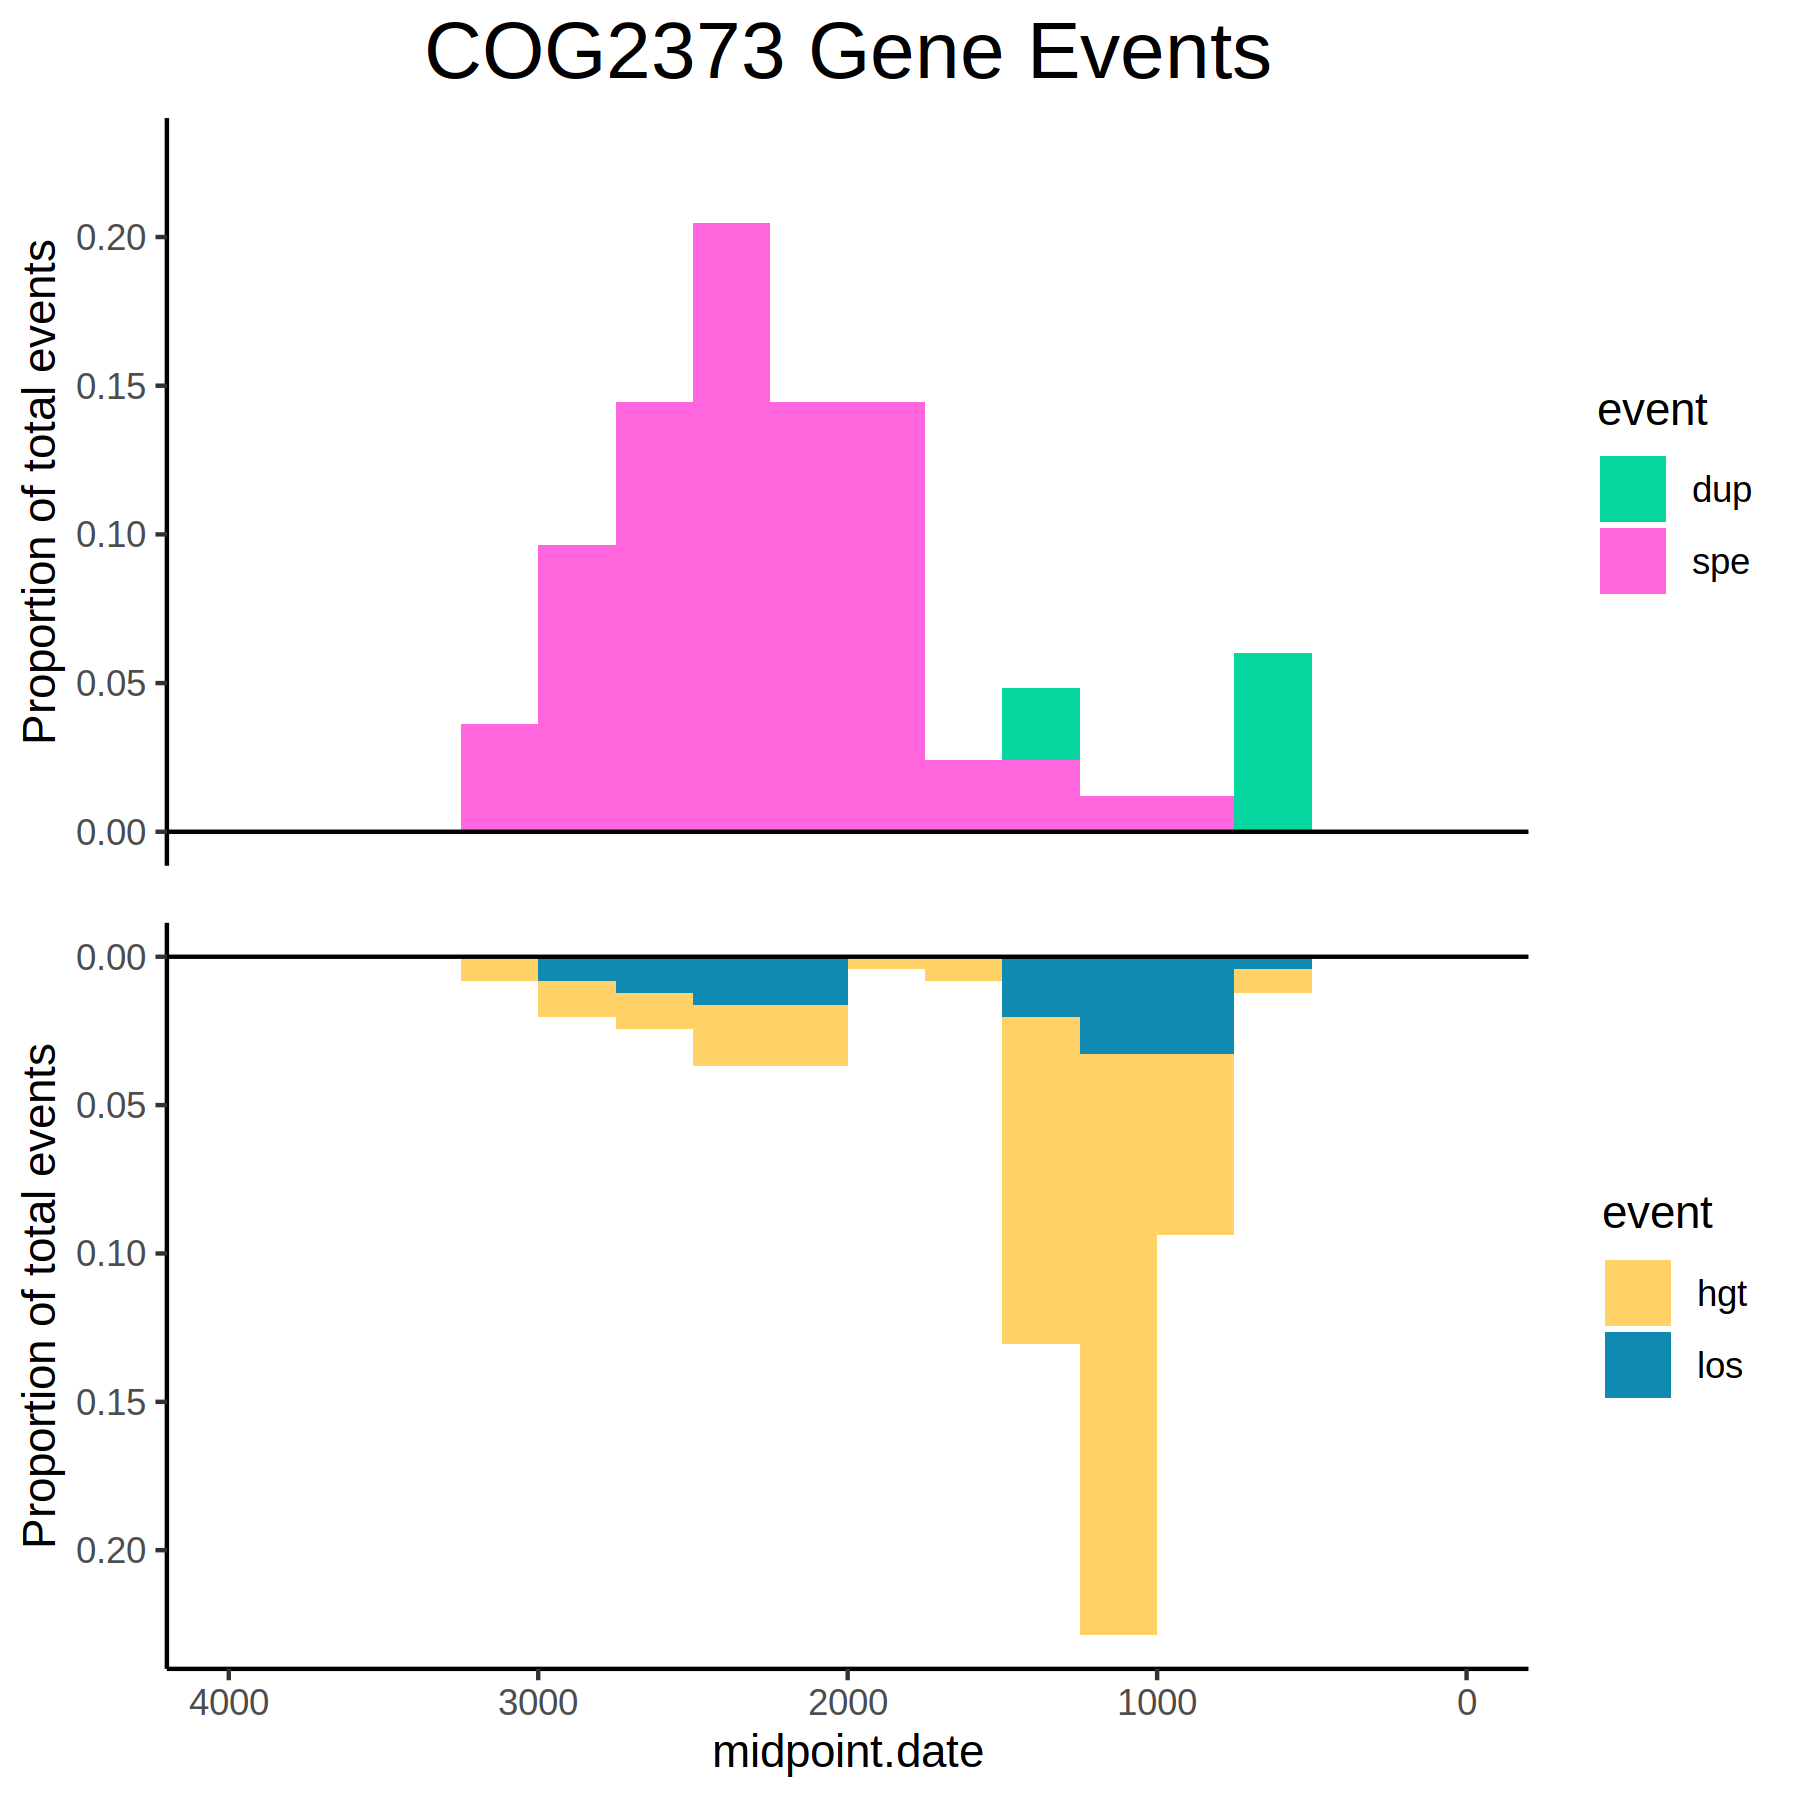 COG2373 Gene Events
Proportion of total events
0.20
0.15
0.10
0.05
0.00
event
dup
spe
Proportion of total events
0.00
0.05
0.10
0.15
0.20
event
hgt
los
4000 3000 2000 1000 0
midpoint.date